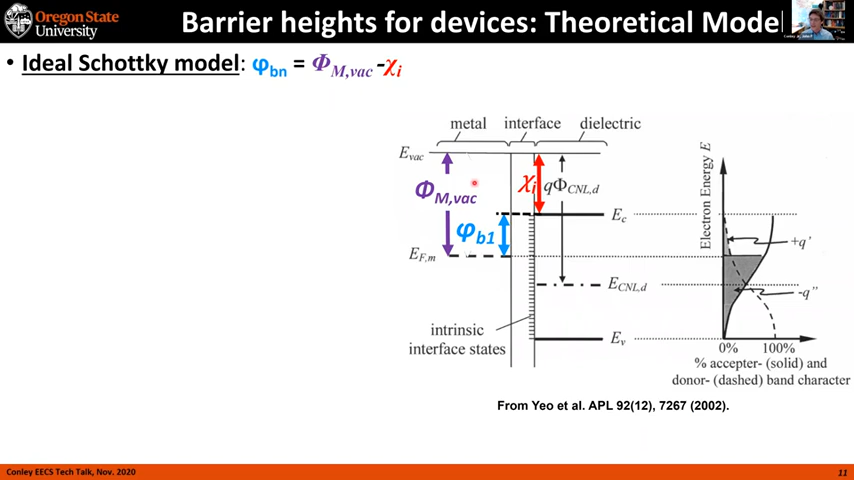 Oregon State
University
Barrier heights for devices: Theoretical Model
• Ideal Schottky model: φbn = ΦM,vac -χi
metal interface dielectric
Evac
ΦM,vac
χi
qΦCNL,d
φb1
Ec
EF,m
ECNL,d
intrinsic
interface states
Ev
Electron Energy E
+q'
-q''
0% 100%
% accepter- (solid) and
donor- (dashed) band character
From Yeo et al. APL 92(12), 7267 (2002).
Conley EECS Tech Talk, Nov. 2020
11